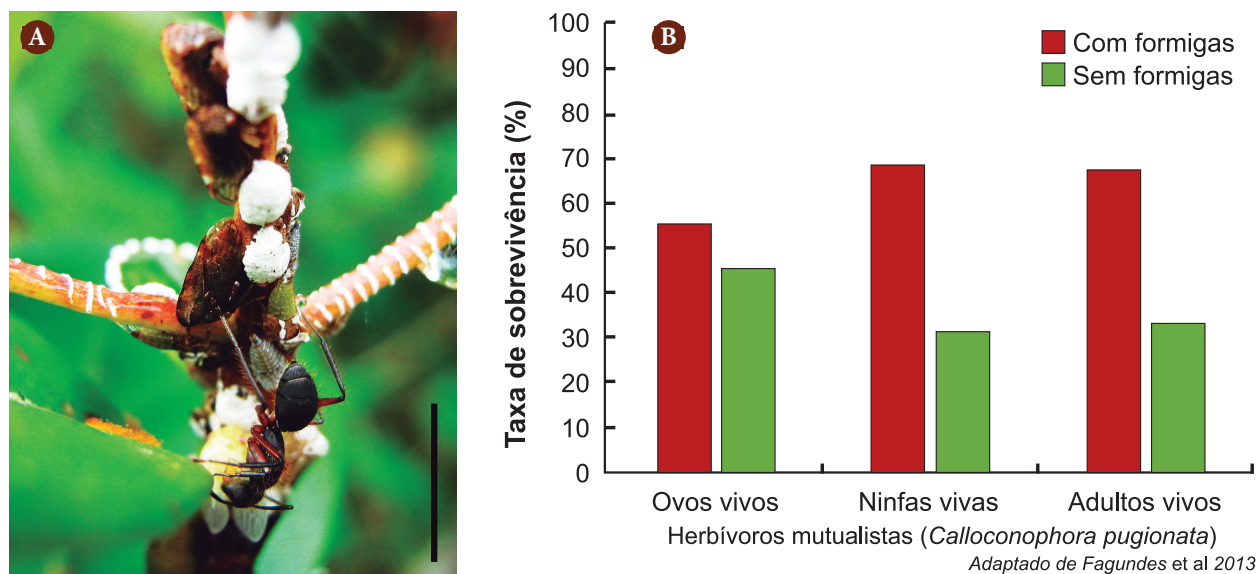 A
B
100
90
80
70
60
50
40
30
20
10
0
Taxa de sobrevivência (%)
Com formigas
Sem formigas
Ovos vivos
Ninfas vivas
Adultos vivos
Herbívoros mutualistas (Calloconophora pugionata)
Adaptado de Fagundes et al 2013